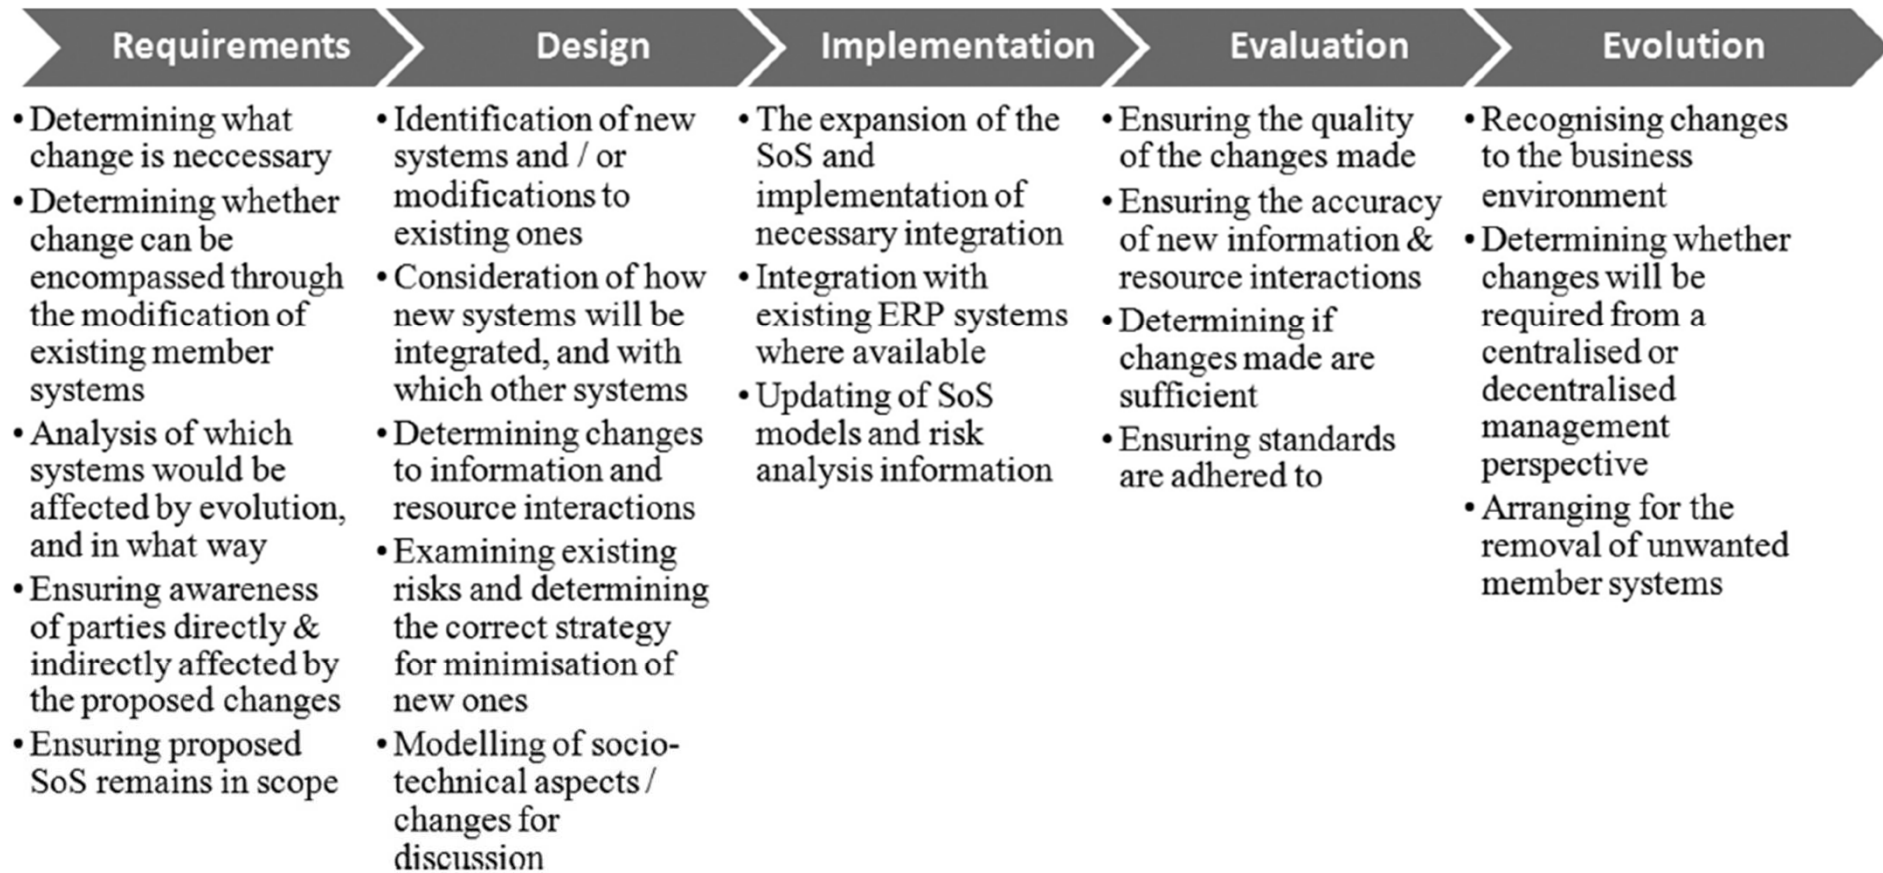 Requirements
Design
Implementation
Evaluation
Evolution
• Determining what
change is neccessary
• Determining whether
change can be
encompassed through
the modification of
existing member
systems
• Analysis of which
systems would be
affected by evolution,
and in what way
• Ensuring awareness
of parties directly &
indirectly affected by
the proposed changes
• Ensuring proposed
SoS remains in scope
• Identification of new
systems and / or
modifications to
existing ones
• Consideration of how
new systems will be
integrated, and with
which other systems
• Determining changes
to information and
resource interactions
• Examining existing
risks and determining
the correct strategy
for minimisation of
new ones
• Modelling of socio-
technical aspects /
changes for
discussion
• The expansion of the
SoS and
implementation of
necessary integration
• Integration with
existing ERP systems
where available
• Updating of SoS
models and risk
analysis information
• Ensuring the quality
of the changes made
• Ensuring the accuracy
of new information &
resource interactions
• Determining if
changes made are
sufficient
• Ensuring standards
are adhered to
• Recognising changes
to the business
environment
• Determining whether
changes will be
required from a
centralised or
decentralised
management
perspective
• Arranging for the
removal of unwanted
member systems